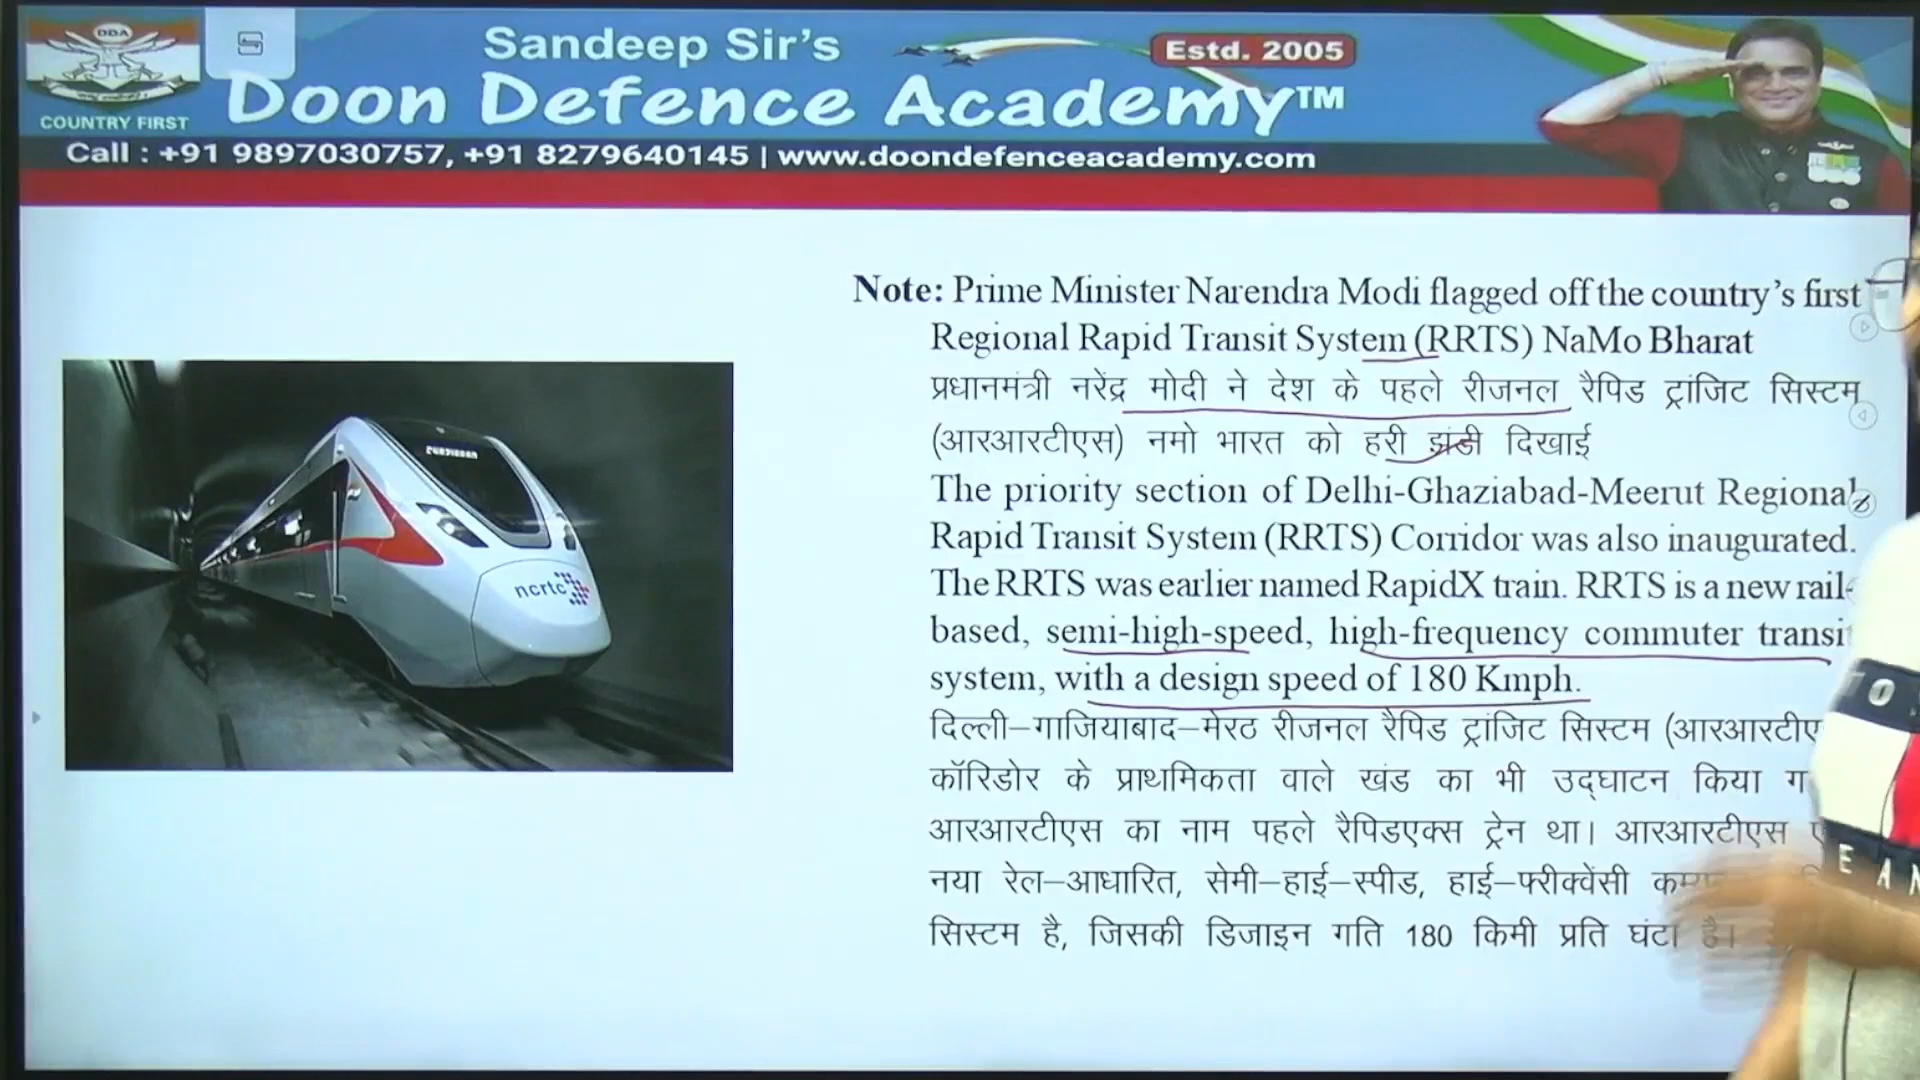 DDA
COUNTRY FIRST
Sandeep Sir's
Estd. 2005
Doon Defence Academy™
Call : +91 9897030757, +91 8279640145 | www.doondefenceacademy.com
Note: Prime Minister Narendra Modi flagged off the country's first
Regional Rapid Transit System (RRTS) NaMo Bharat
प्रधानमंत्री नरेंद्र मोदी ने देश के पहले रीजनल रैपिड ट्रांजिट सिस्टम
(आरआरटीएस) नमो भारत को हरी झंडी दिखाई
The priority section of Delhi-Ghaziabad-Meerut Regional
Rapid Transit System (RRTS) Corridor was also inaugurated.
The RRTS was earlier named RapidX train. RRTS is a new rail-
based, semi-high-speed, high-frequency commuter transit
system, with a design speed of 180 Kmph.
दिल्ली–गाजियाबाद–मेरठ रीजनल रैपिड ट्रांजिट सिस्टम
कॉरिडोर के प्राथमिकता वाले खंड का भी उद्घाटन किया
आरआरटीएस का नाम पहले रैपिडएक्स ट्रेन था। आरआरटीएस
नया रेल–आधारित, सेमी–हाई–स्पीड, हाई–फ्रीक्वेंसी
सिस्टम है, जिसकी डिजाइन गति 180 किमी प्रति घंटा है।
ncrtc